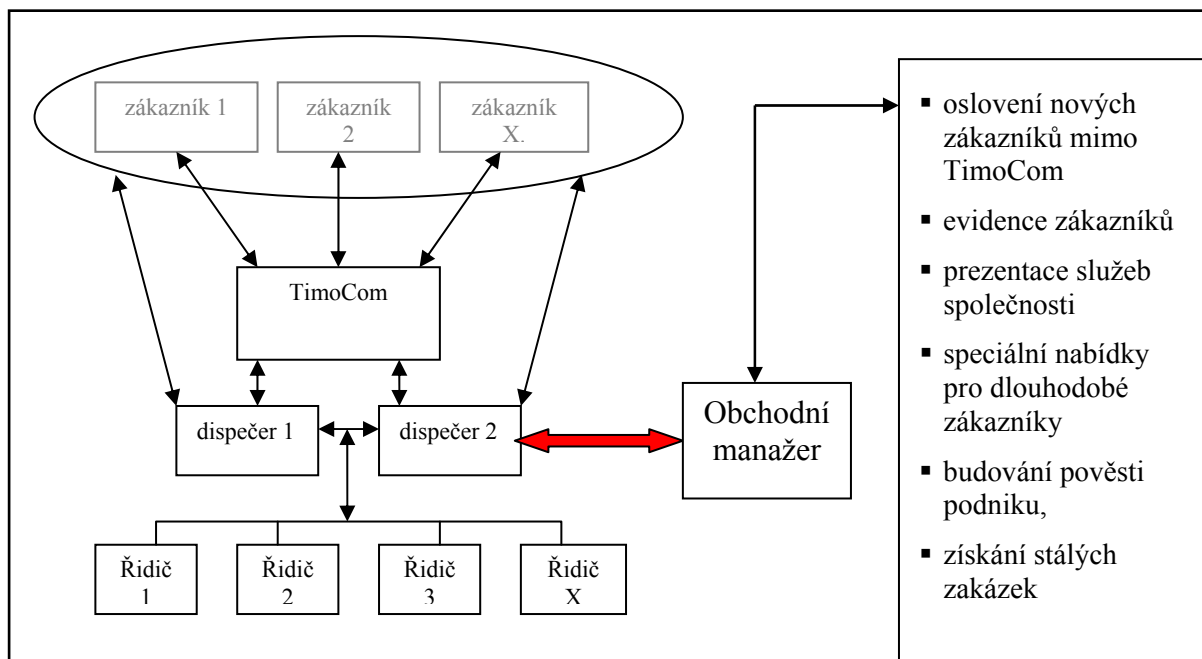 zákazník 1
zákazník
2
zákazník
X.
TimoCom
dispečer 1
dispečer 2
Obchodní
manažer
Řidič
1
Řidič
2
Řidič
3
Řidič
X
▪ oslovení nových
zákazníků mimo
TimoCom
▪ evidence zákazníků
▪ prezentace služeb
společnosti
▪ speciální nabídky
pro dlouhodobé
zákazníky
▪ budování pověsti
podniku,
▪ získání stálých
zakázek